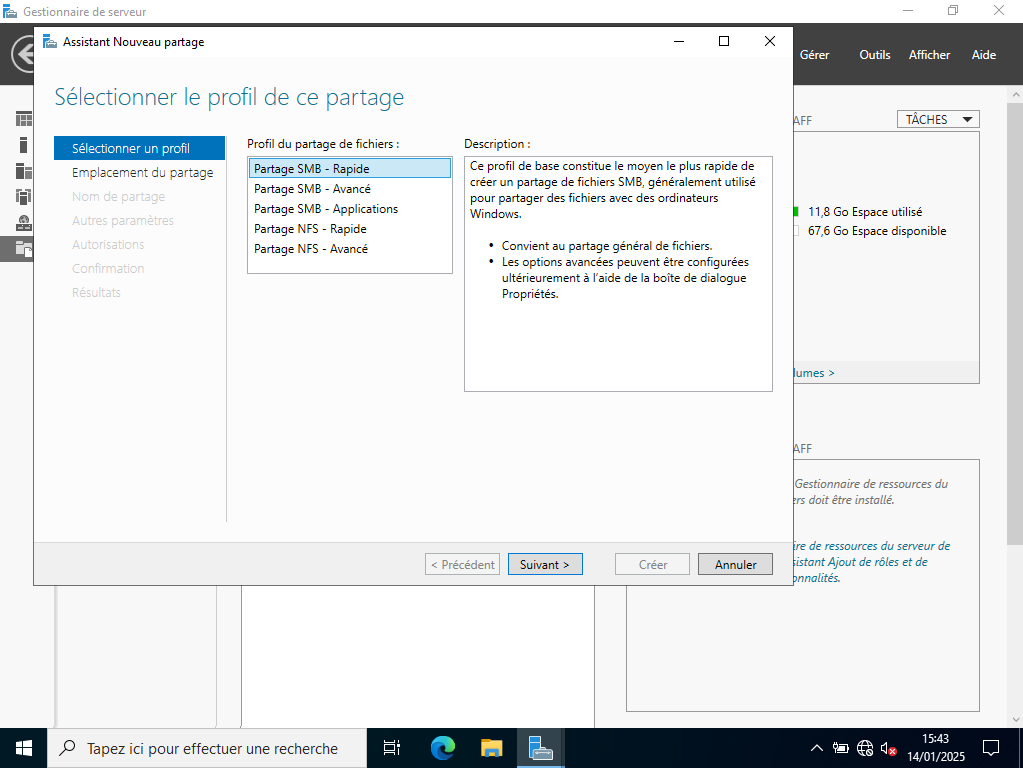 Gestionnaire de serveur
Assistant Nouveau partage
Gérer
Outils
Afficher
Aide
Sélectionner le profil de ce partage
Sélectionner un profil
Emplacement du partage
Nom de partage
Autres paramètres
Autorisations
Confirmation
Résultats
Profil du partage de fichiers :
Partage SMB - Rapide
Partage SMB - Avancé
Partage SMB - Applications
Partage NFS - Rapide
Partage NFS - Avancé
Description :
Ce profil de base constitue le moyen le plus rapide de
créer un partage de fichiers SMB, généralement utilisé
pour partager des fichiers avec des ordinateurs
Windows.
• Convient au partage général de fichiers.
• Les options avancées peuvent être configurées
ultérieurement à l'aide de la boîte de dialogue
Propriétés.
< Précédent
Suivant >
Créer
Annuler
AFF
TÂCHES
11,8 Go Espace utilisé
67,6 Go Espace disponible
lumes >
AFF
Gestionnaire de ressources du
ers doit être installé.
ire de ressources du serveur de
sistant Ajout de rôles et de
onnalités.
Tapez ici pour effectuer une recherche
15:43
14/01/2025